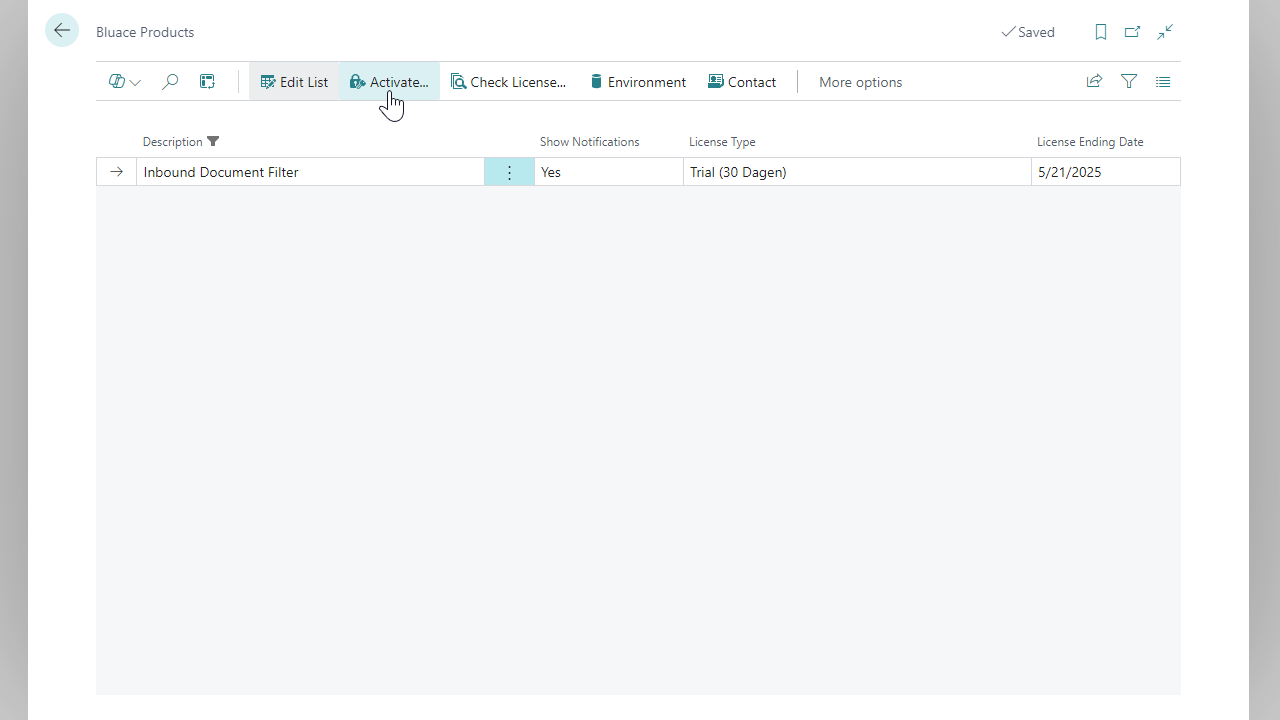 Bluace Products
Saved
Edit List Activate... Check License... Environment Contact More options
Description Show Notifications License Type License Ending Date
Inbound Document Filter Yes Trial (30 Dagen) 5/21/2025